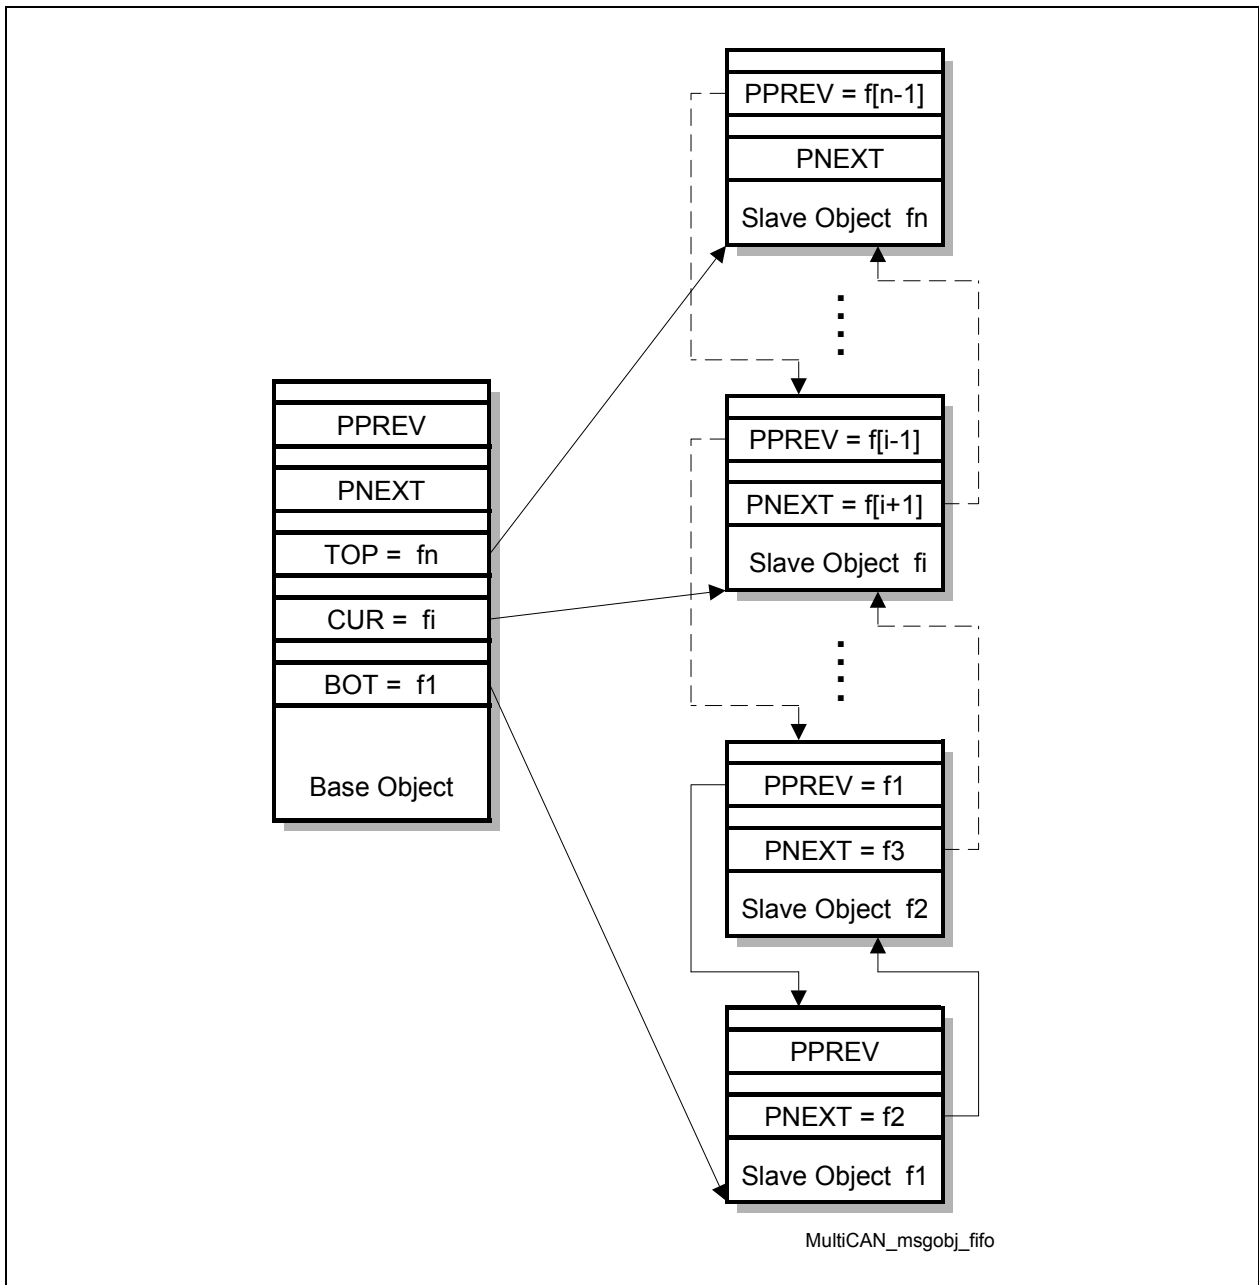 PPREV = f[n-1]
PNEXT
Slave Object fn
PPREV
PNEXT
TOP = fn
CUR = fi
BOT = f1
Base Object
PPREV = f[i-1]
PNEXT = f[i+1]
Slave Object fi
PPREV = f1
PNEXT = f3
Slave Object f2
PPREV
PNEXT = f2
Slave Object f1
MultiCAN_msgobj_fifo